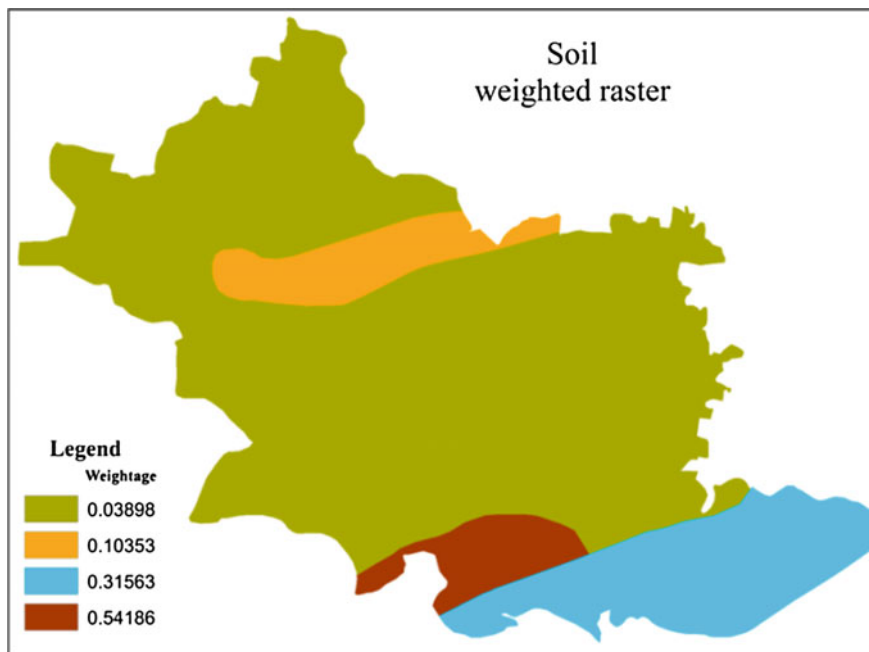 Soil
weighted raster
Legend
Weightage
0.03898
0.10353
0.31563
0.54186